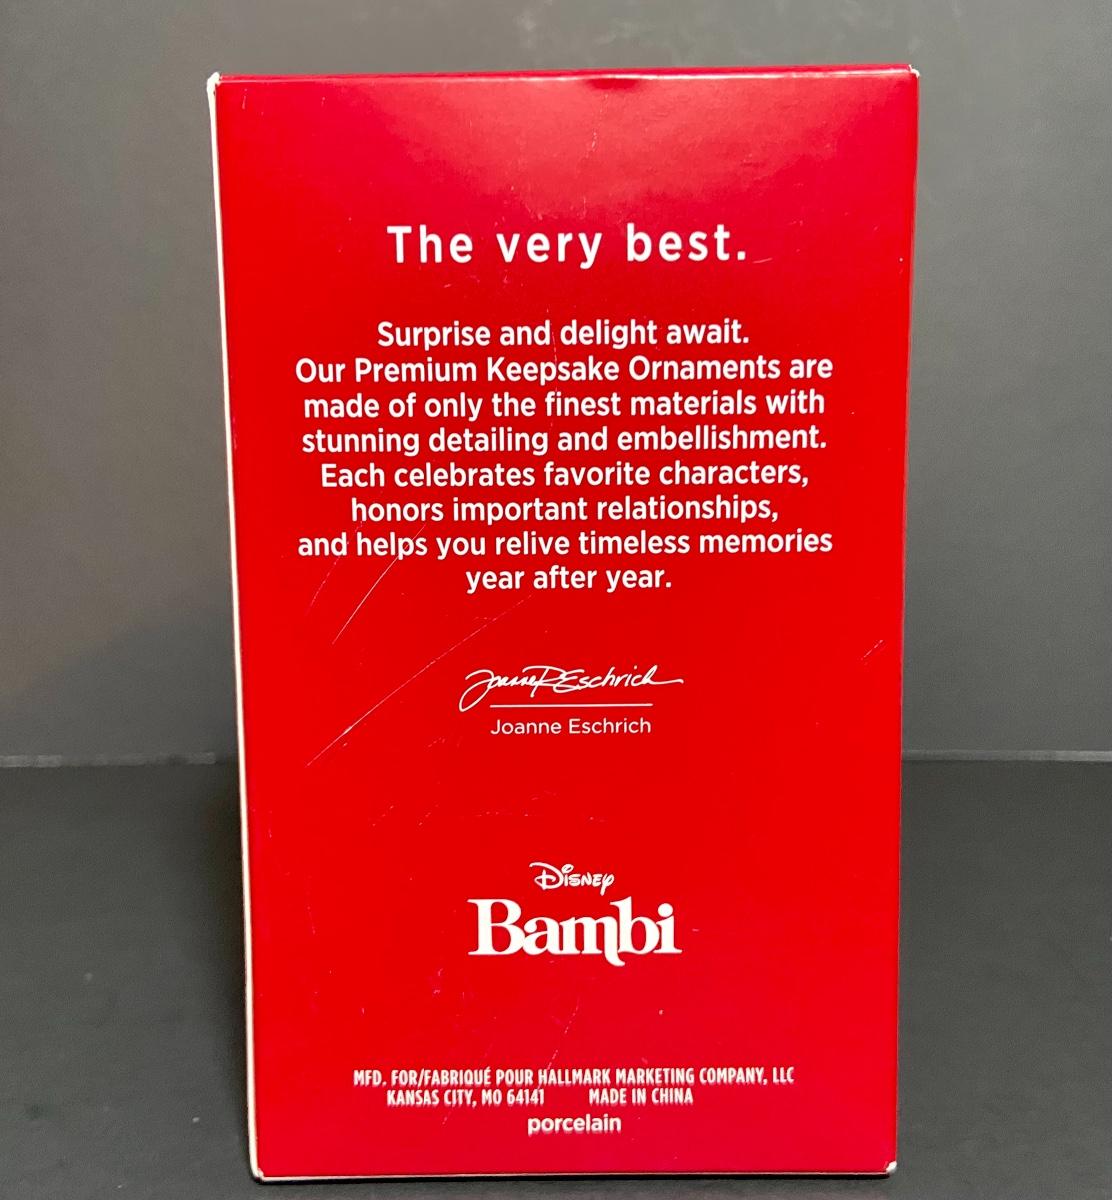 The very best.
Surprise and delight await.
Our Premium Keepsake Ornaments are
made of only the finest materials with
stunning detailing and embellishment.
Each celebrates favorite characters,
honors important relationships,
and helps you relive timeless memories
year after year.
Joanne R Eschrich
Joanne Eschrich
Disney
Bambi
MFD. FOR/FABRIQUÉ POUR HALLMARK MARKETING COMPANY, LLC
KANSAS CITY, MO 64141 MADE IN CHINA
porcelain